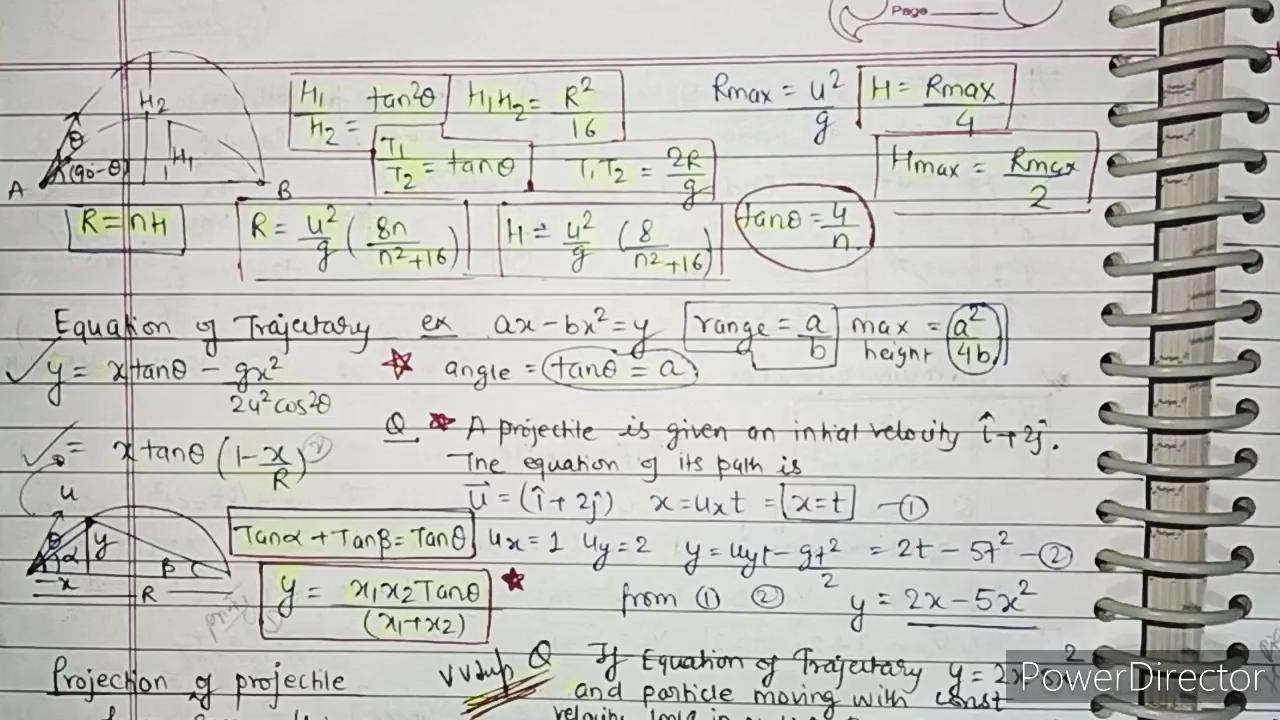 Page
H₂
θ
(90-θ)
H₁
A
B
H₁/H₂ = tan²θ
H₁H₂ = R²/16
Rmax = u²/g
H = Rmax/4
T₁/T₂ = tanθ
T₁T₂ = 2R/g
Hmax = Rmax/2
R = nH
R = u²/g (8n/n²+16)
H = u²/g (8/n²+16)
tanθ = 4/n
Equation of Trajectary ex ax - bx² = y
range = a/b
max height = a²/4b
y = xtanθ - gx²/2u²cos²θ
angle = tanθ = a
= xtanθ (1-x/R)
Q. A projectile is given an initial velocity î+2ĵ.
The equation of its path is
u⃗ = (î+2ĵ) x = uₓt = x=t -①
u
θ
α
y
β
x
R
Tanα + Tanβ = Tanθ
uₓ=1 uy=2 y = uyt - gt²/2 = 2t - 5t² -②
y = x₁x₂Tanθ/(x₁+x₂)
from ① ② y = 2x-5x²
Projection of projectile
VVimp Q If Equation of Trajectary y = 2x
and particle moving with const
velocity
PowerDirector